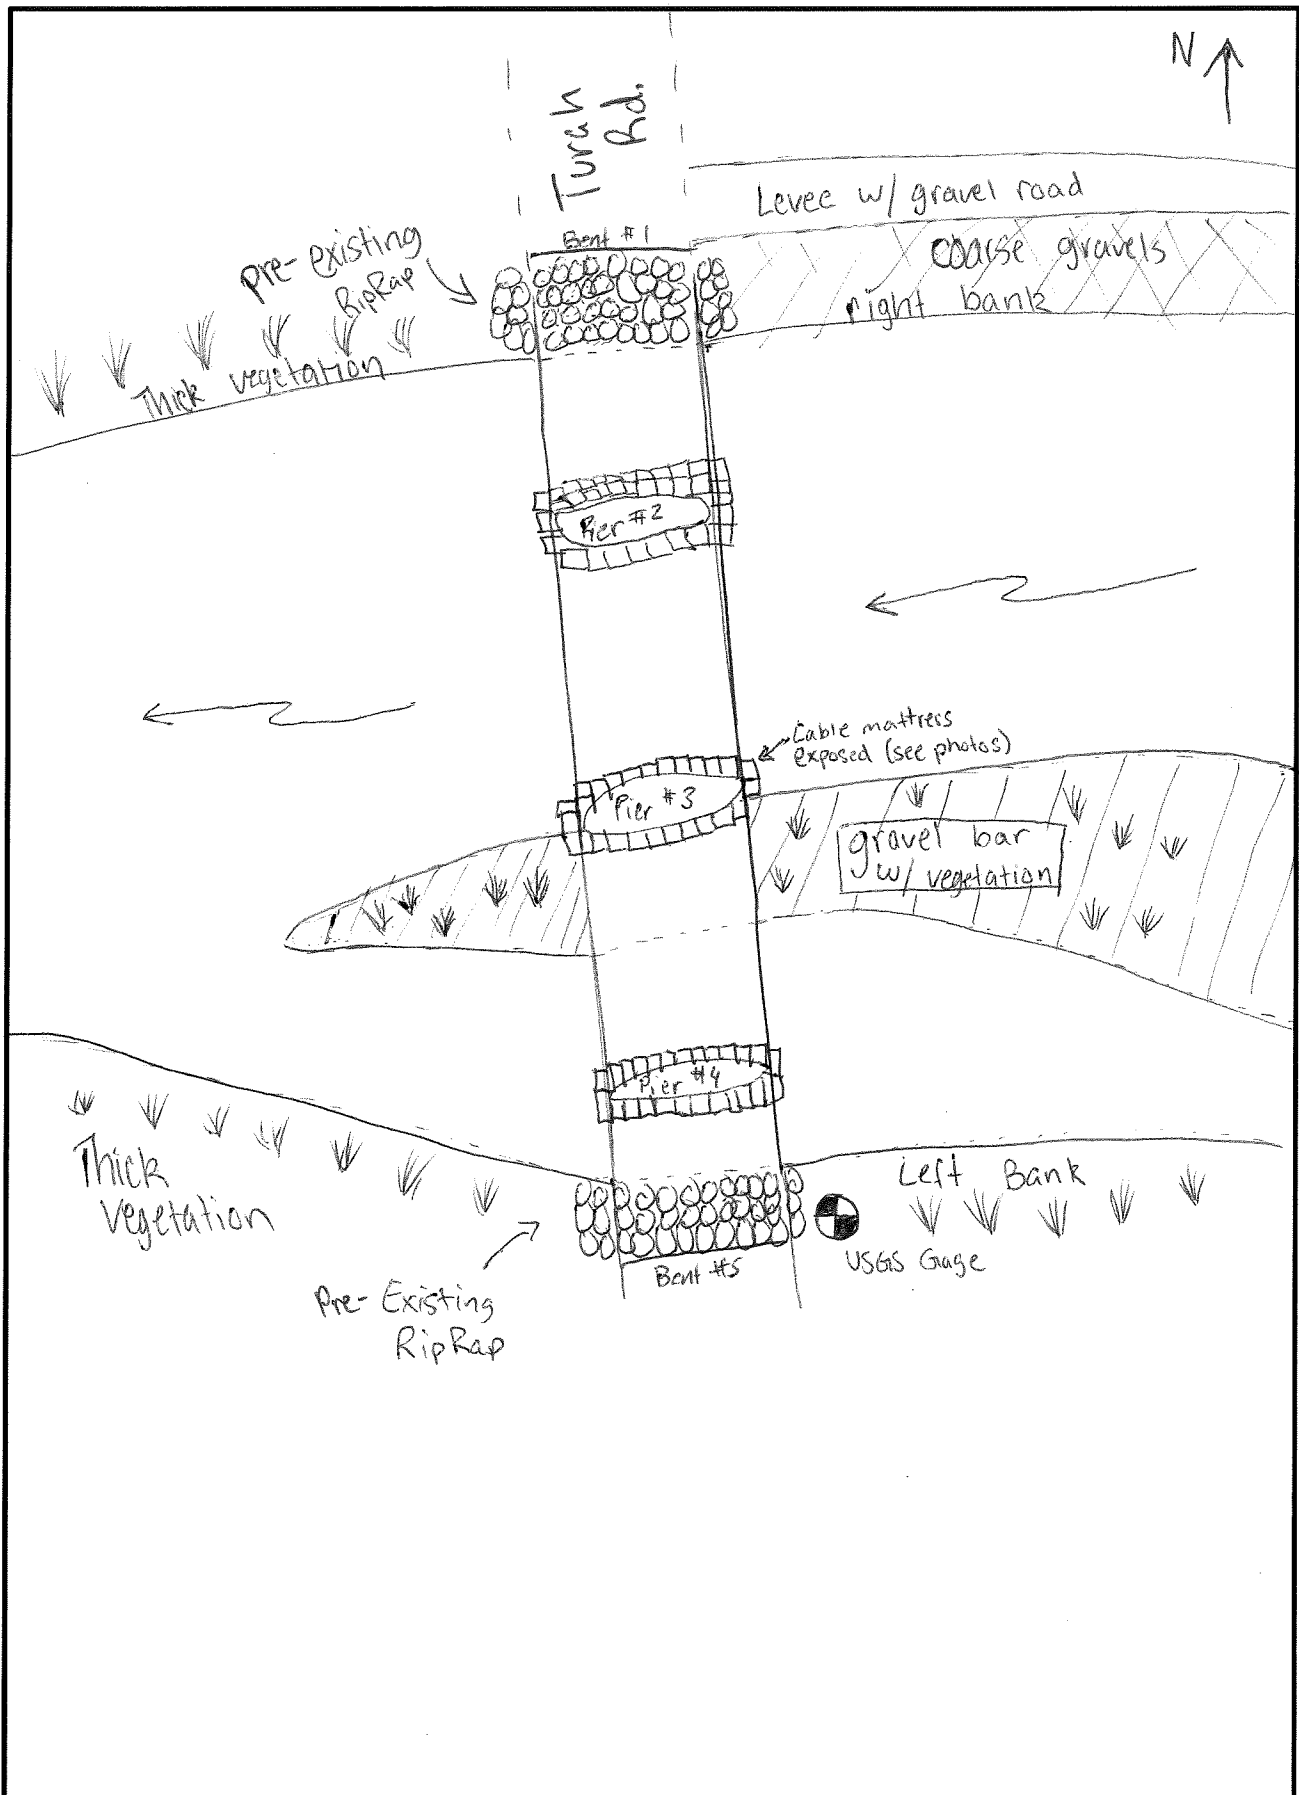 N
Turah
Rd.
Levee w/ gravel road
Bent #1
coarse gravels
pre-existing
RipRap
right bank
Thick vegetation
Pier #2
Cable mattress
exposed (see photos)
Pier #3
gravel bar
w/ vegetation
Pier #4
Thick
vegetation
Left Bank
USGS Gage
Bent #5
Pre-Existing
RipRap